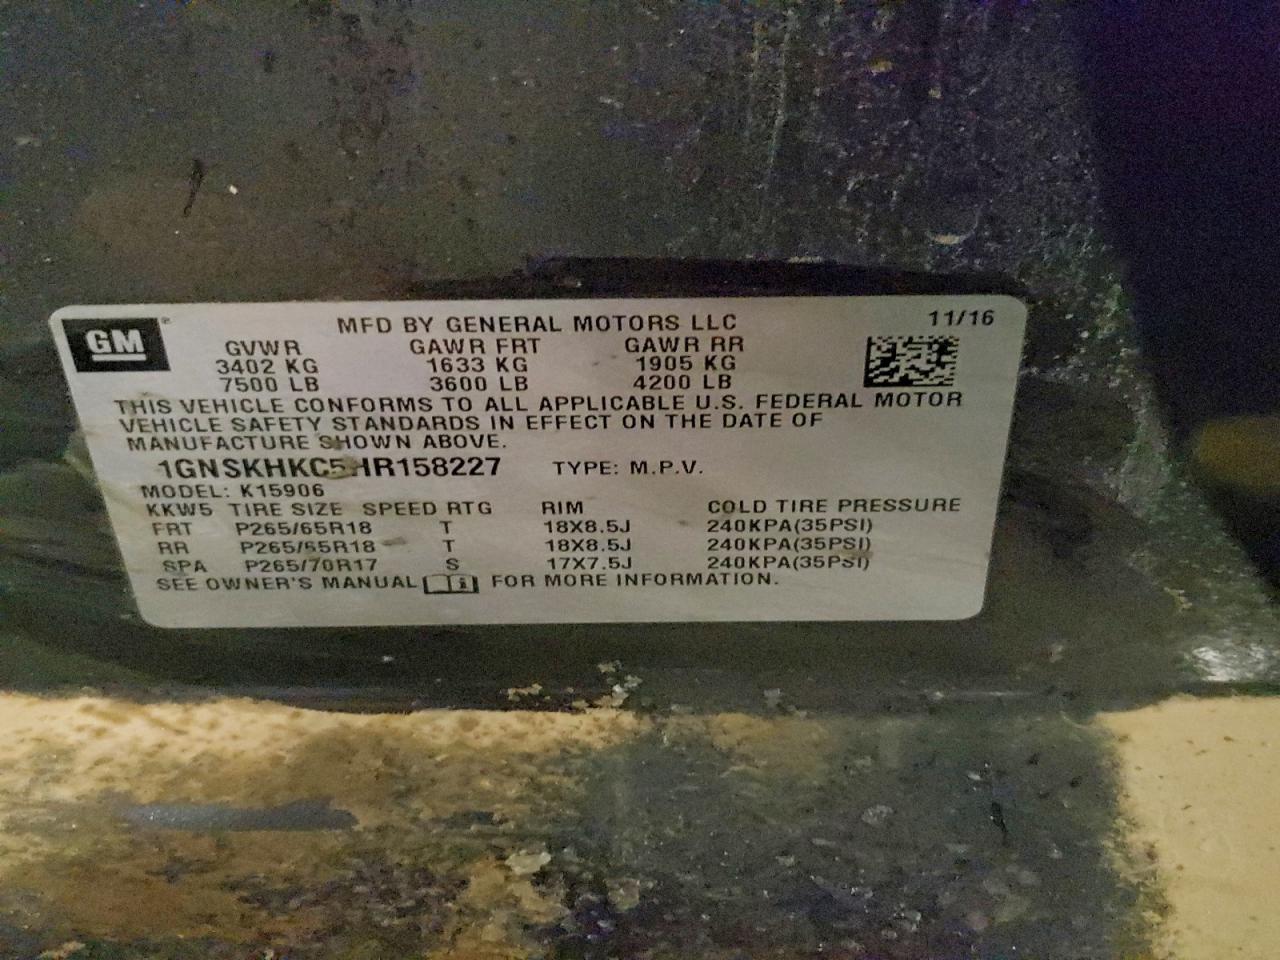 GM
MFD BY GENERAL MOTORS LLC 11/16
GVWR GAWR FRT GAWR RR
3402 KG 1633 KG 1905 KG
7500 LB 3600 LB 4200 LB
THIS VEHICLE CONFORMS TO ALL APPLICABLE U.S. FEDERAL MOTOR
VEHICLE SAFETY STANDARDS IN EFFECT ON THE DATE OF
MANUFACTURE SHOWN ABOVE.
1GNSKHKC5HR158227 TYPE: M.P.V.
MODEL: K15906
KKW5 TIRE SIZE SPEED RTG RIM COLD TIRE PRESSURE
FRT P265/65R18 T 18X8.5J 240KPA(35PSI)
RR P265/65R18 T 18X8.5J 240KPA(35PSI)
SPA P265/70R17 S 17X7.5J 240KPA(35PSI)
SEE OWNER'S MANUAL FOR MORE INFORMATION.